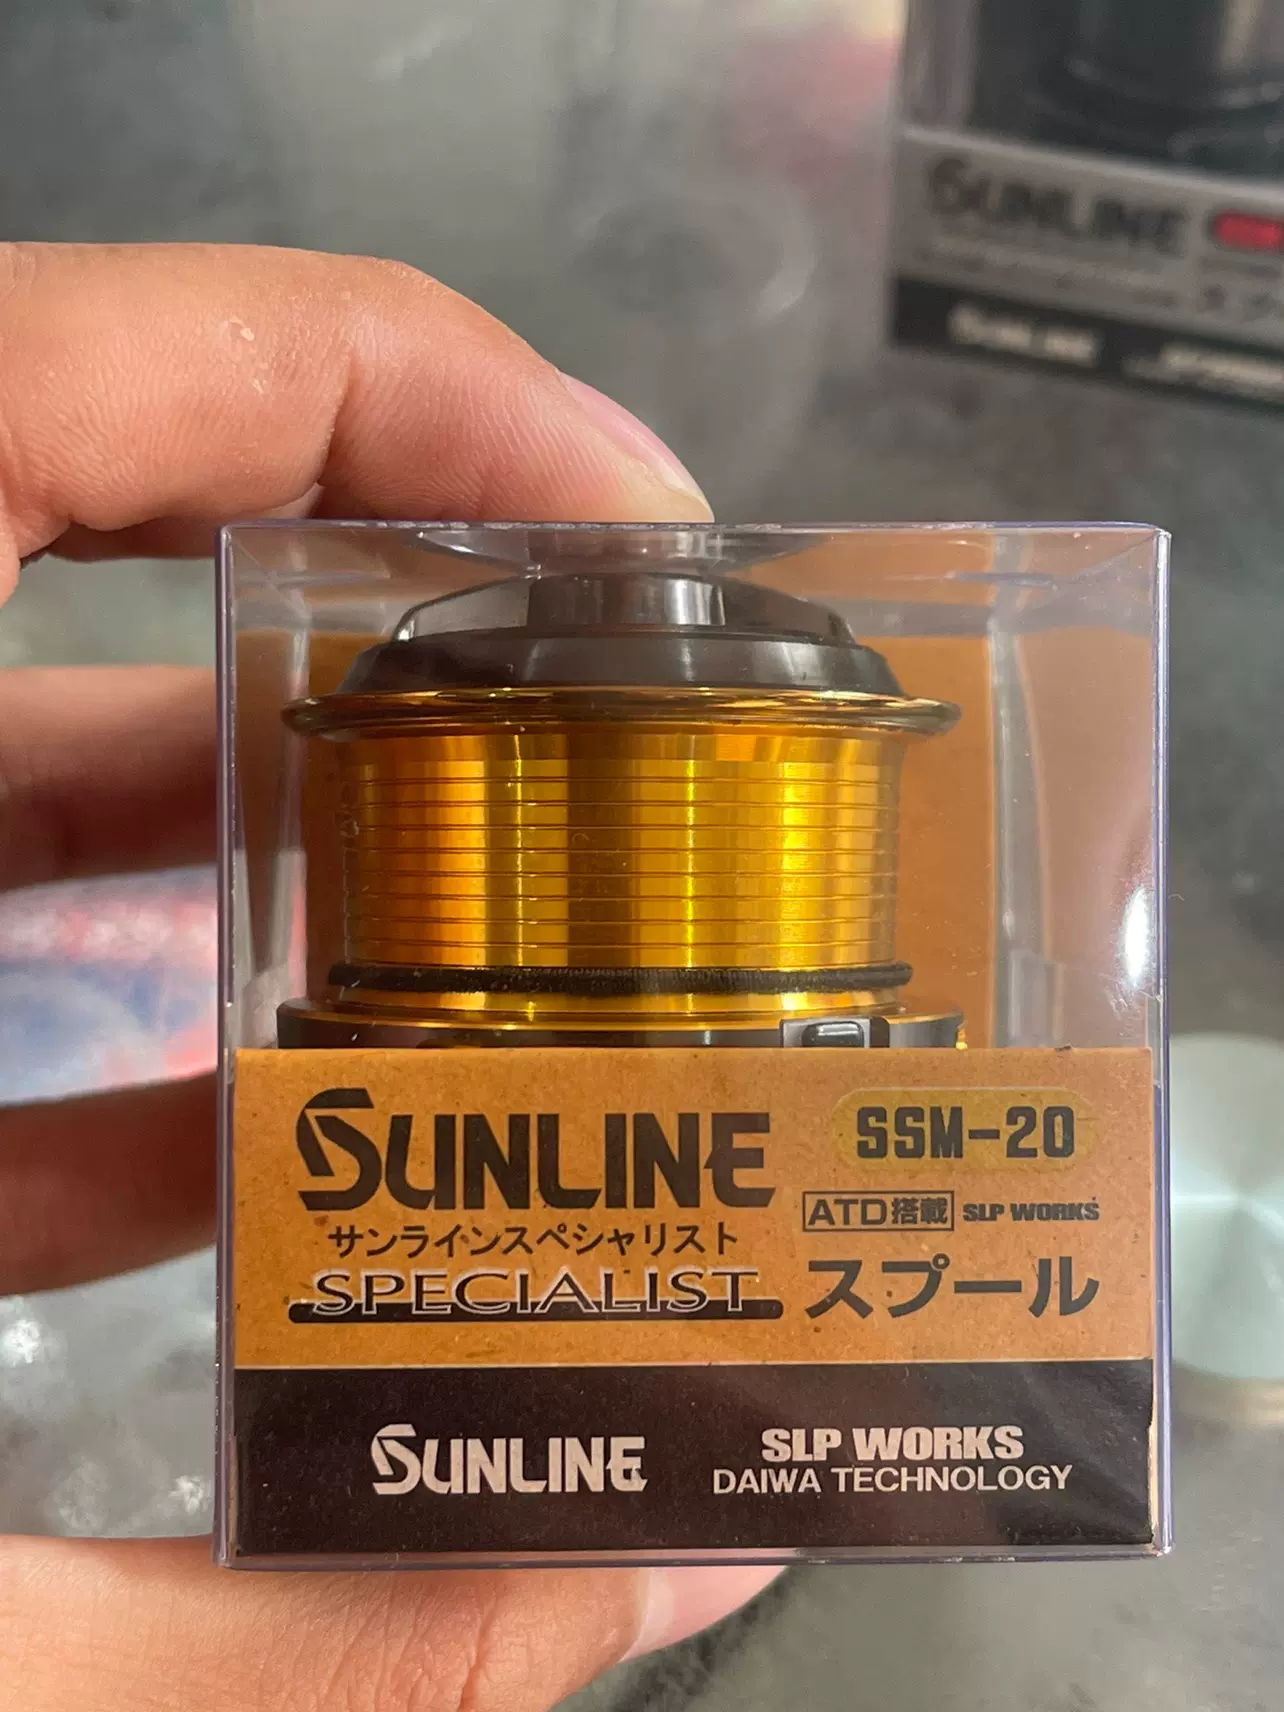 SUNLINE
SUNLINE
SUNLINE
サンラインスペシャリスト
SPECIALIST
SSM-20
ATD搭載 SLP WORKS
スプール
SUNLINE
SLP WORKS
DAIWA TECHNOLOGY